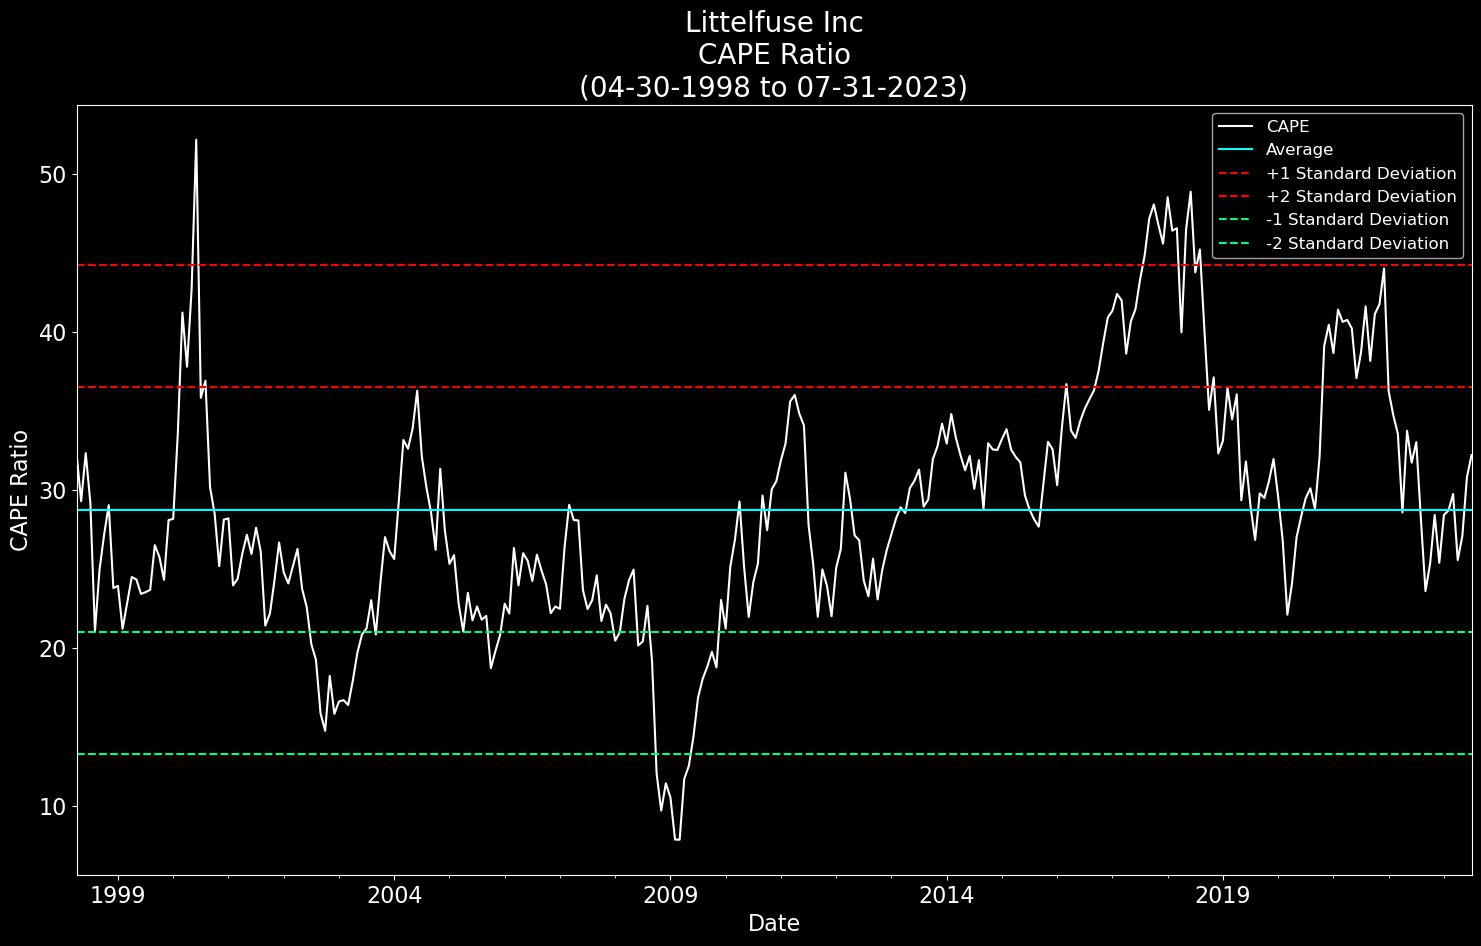 Littelfuse Inc
CAPE Ratio
(04-30-1998 to 07-31-2023)
CAPE
Average
+1 Standard Deviation
+2 Standard Deviation
-1 Standard Deviation
-2 Standard Deviation
CAPE Ratio
50
40
30
20
10
1999 2004 2009 2014 2019
Date